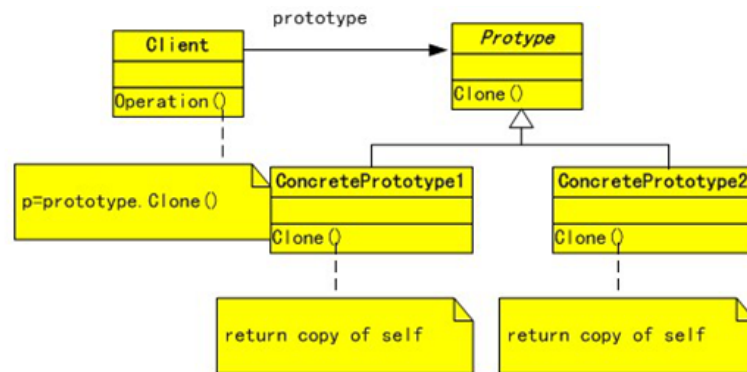 prototype
Client
Protype
Operation()
Clone()
p=prototype.Clone()
ConcretePrototype1
ConcretePrototype2
Clone()
Clone()
return copy of self
return copy of self